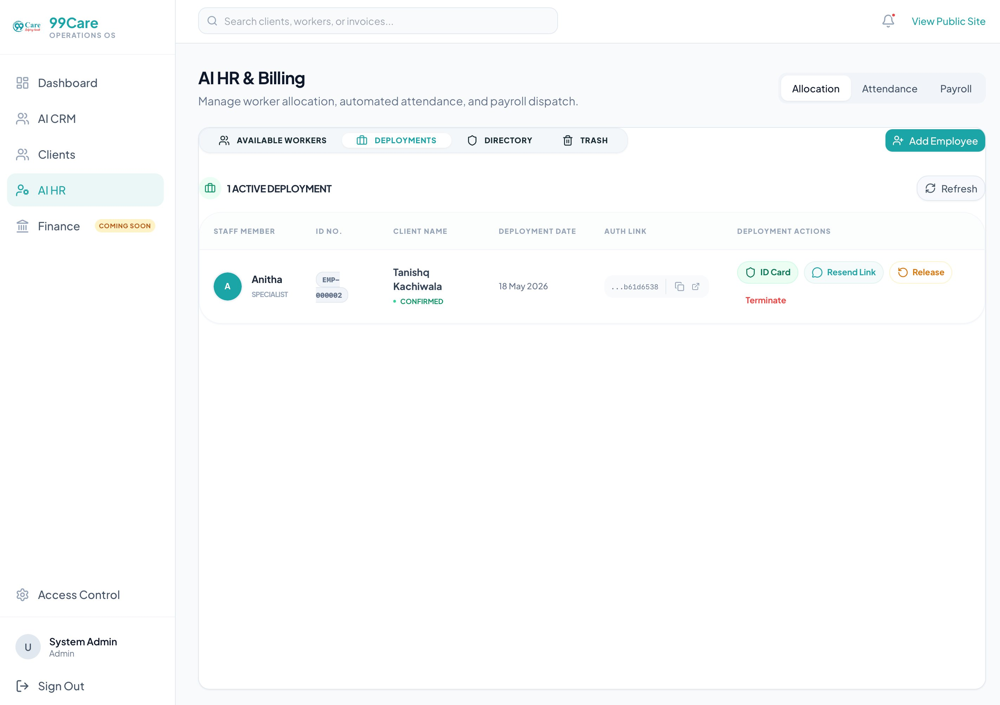 99 Care
Helping hands
99Care
OPERATIONS OS
Search clients, workers, or invoices...
View Public Site
Dashboard
AI CRM
Clients
AI HR
Finance COMING SOON
Access Control
U
System Admin
Admin
Sign Out
AI HR & Billing
Manage worker allocation, automated attendance, and payroll dispatch.
Allocation Attendance Payroll
AVAILABLE WORKERS DEPLOYMENTS DIRECTORY TRASH
Add Employee
1 ACTIVE DEPLOYMENT
Refresh
STAFF MEMBER ID NO. CLIENT NAME DEPLOYMENT DATE AUTH LINK DEPLOYMENT ACTIONS
A
Anitha
SPECIALIST
EMP-
000002
Tanishq
Kachiwala
CONFIRMED
18 May 2026
...b61d6538
ID Card Resend Link Release
Terminate